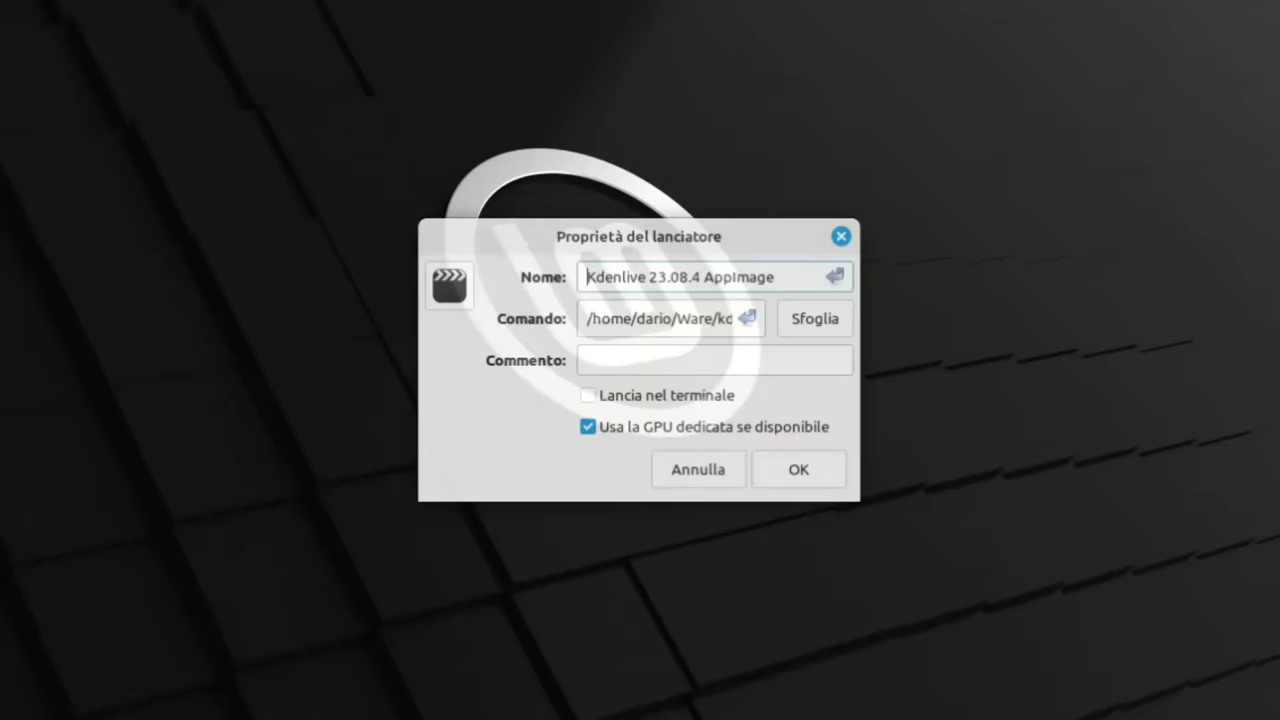 Proprietà del lanciatore
Nome: Kdenlive 23.08.4 AppImage
Comando: /home/dario/Ware/kd Sfoglia
Commento:
Lancia nel terminale
Usa la GPU dedicata se disponibile
Annulla OK